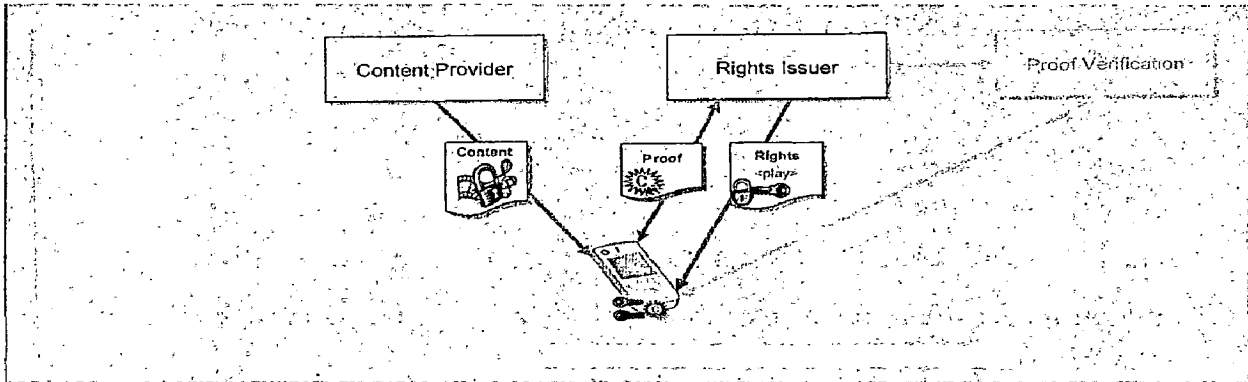 Content Provider
Rights Issuer
Proof Verification
Content
Proof
C
Rights
<play>